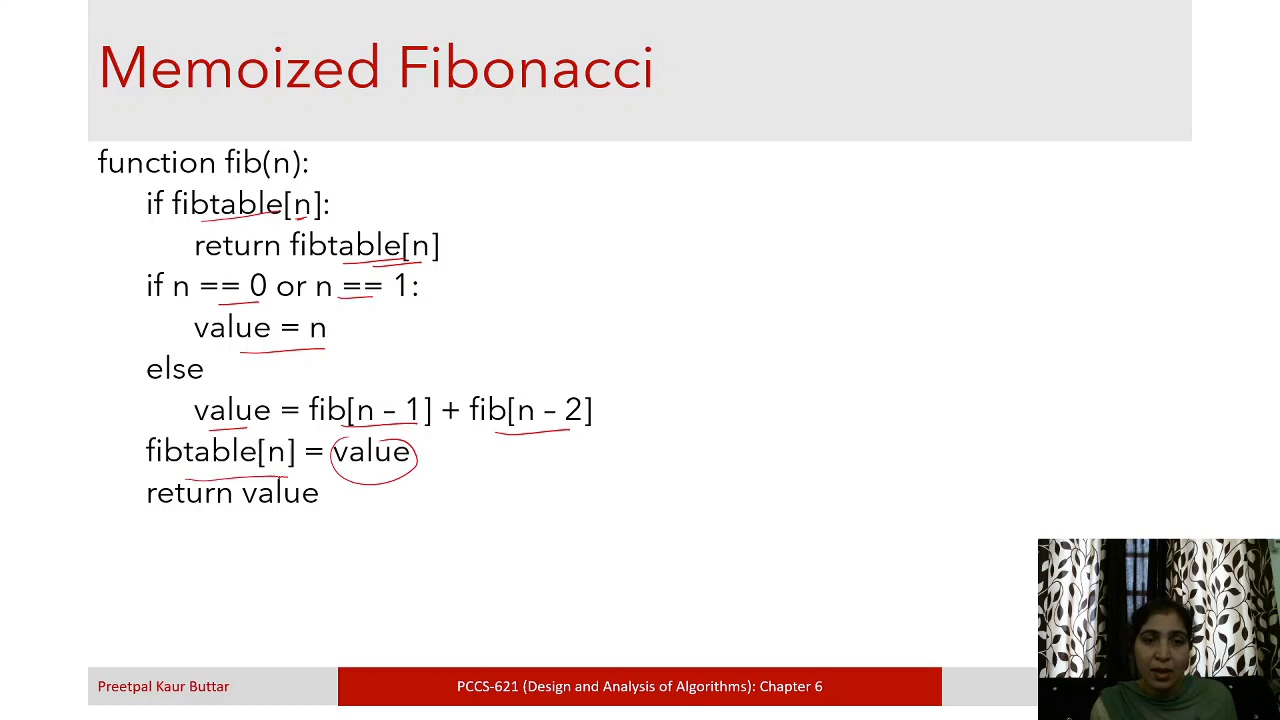 Memoized Fibonacci
function fib(n):
if fibtable[n]:
return fibtable[n]
if n == 0 or n == 1:
value = n
else
value = fib[n – 1] + fib[n – 2]
fibtable[n] = value
return value
Preetpal Kaur Buttar
PCCS-621 (Design and Analysis of Algorithms): Chapter 6